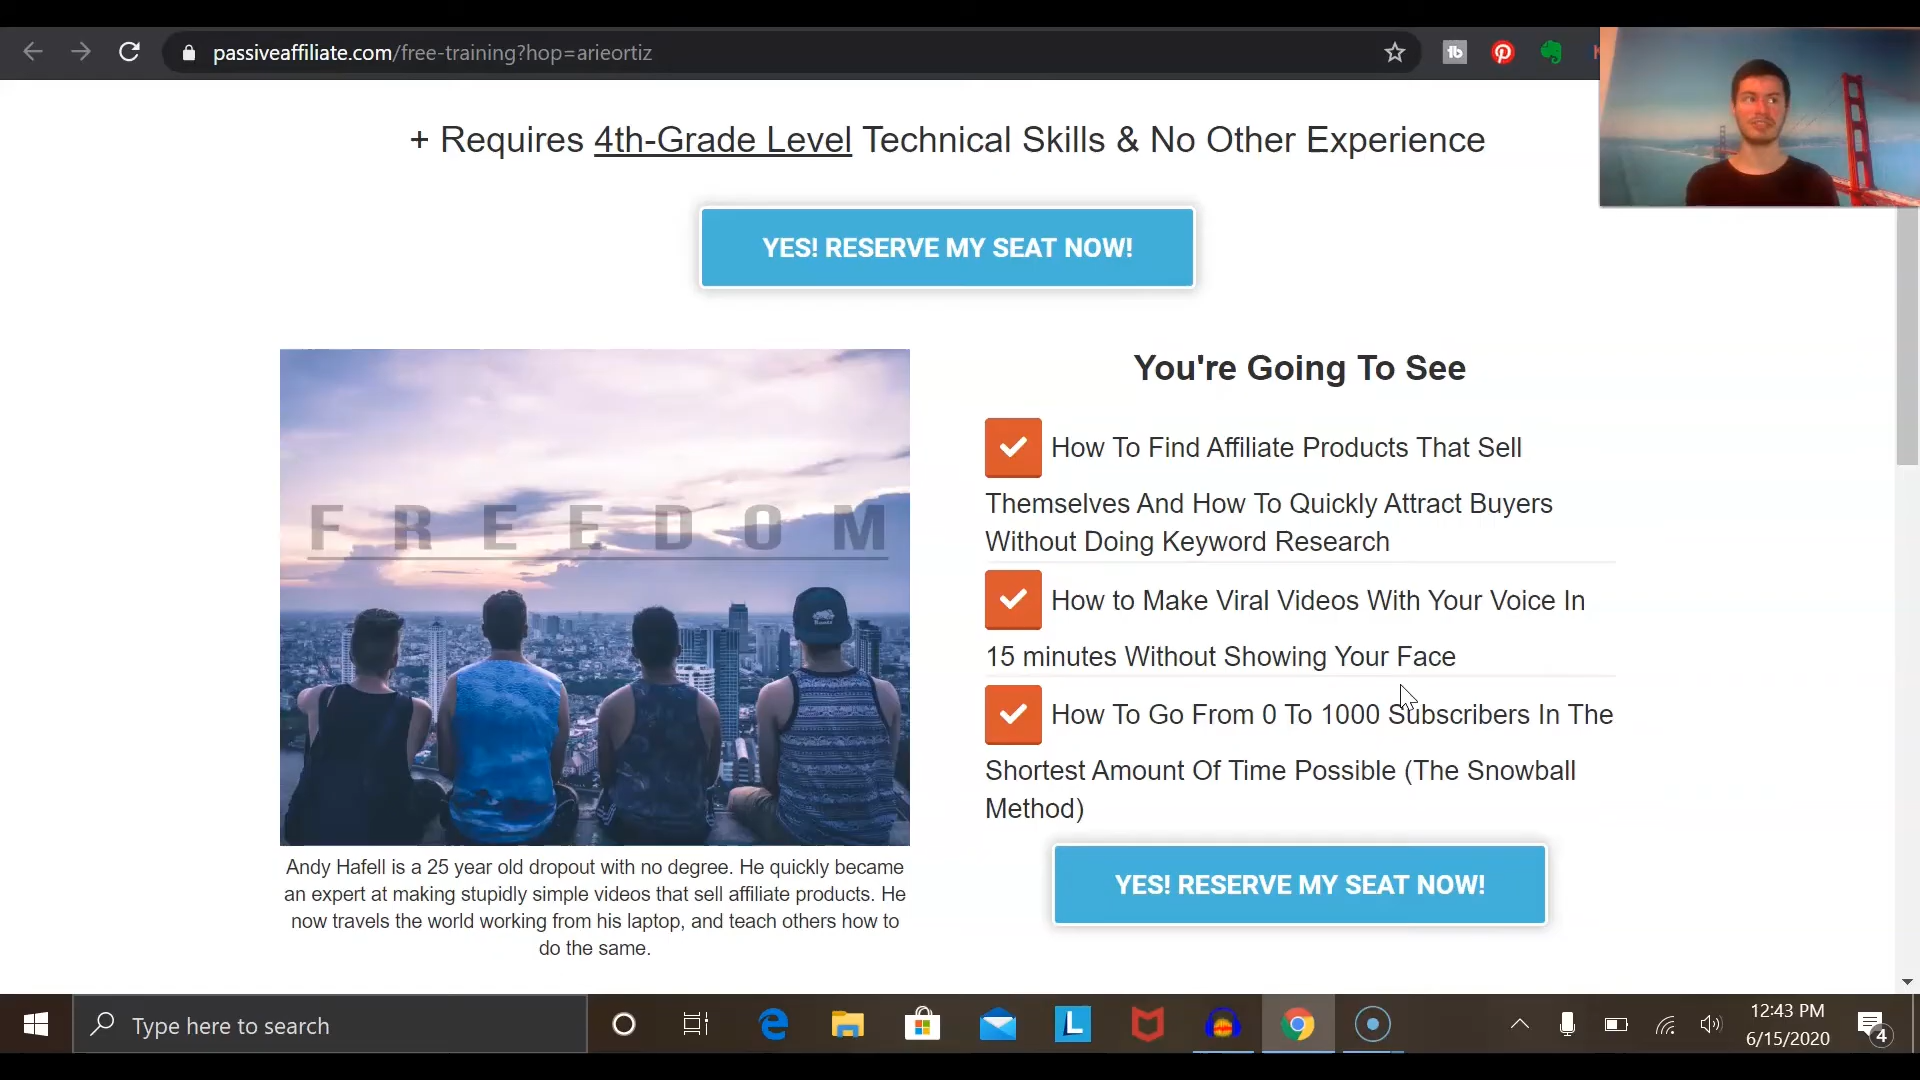 passiveaffiliate.com/free-training?hop=arieortiz
+ Requires 4th-Grade Level Technical Skills & No Other Experience
YES! RESERVE MY SEAT NOW!
FREEDOM
You're Going To See
How To Find Affiliate Products That Sell
Themselves And How To Quickly Attract Buyers
Without Doing Keyword Research
How to Make Viral Videos With Your Voice In
15 minutes Without Showing Your Face
How To Go From 0 To 1000 Subscribers In The
Shortest Amount Of Time Possible (The Snowball
Method)
YES! RESERVE MY SEAT NOW!
Andy Hafell is a 25 year old dropout with no degree. He quickly became
an expert at making stupidly simple videos that sell affiliate products. He
now travels the world working from his laptop, and teach others how to
do the same.
Type here to search
L
12:43 PM
6/15/2020
4